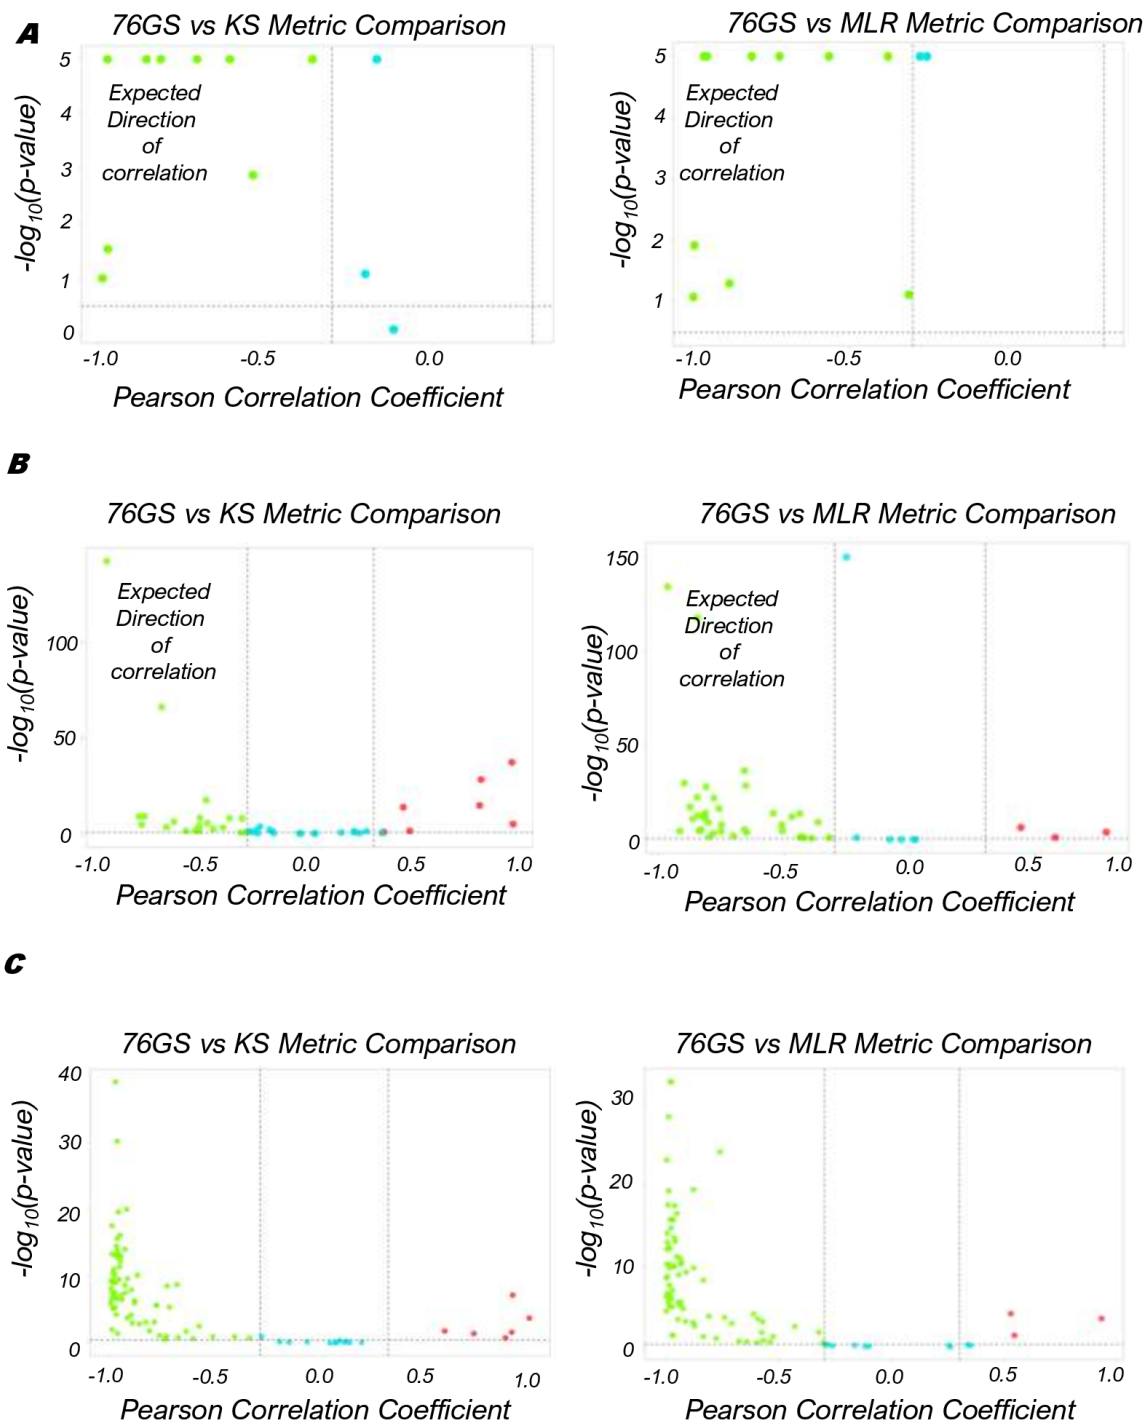 A
76GS vs KS Metric Comparison
-log10(p-value)
5
4
3
2
1
0
Expected
Direction
of
correlation
-1.0 -0.5 0.0
Pearson Correlation Coefficient
76GS vs MLR Metric Comparison
-log10(p-value)
5
4
3
2
1
Expected
Direction
of
correlation
-1.0 -0.5 0.0
Pearson Correlation Coefficient
B
76GS vs KS Metric Comparison
-log10(p-value)
100
50
0
Expected
Direction
of
correlation
-1.0 -0.5 0.0 0.5 1.0
Pearson Correlation Coefficient
76GS vs MLR Metric Comparison
-log10(p-value)
150
100
50
0
Expected
Direction
of
correlation
-1.0 -0.5 0.0 0.5 1.0
Pearson Correlation Coefficient
C
76GS vs KS Metric Comparison
-log10(p-value)
40
30
20
10
0
-1.0 -0.5 0.0 0.5 1.0
Pearson Correlation Coefficient
76GS vs MLR Metric Comparison
-log10(p-value)
30
20
10
0
-1.0 -0.5 0.0 0.5 1.0
Pearson Correlation Coefficient